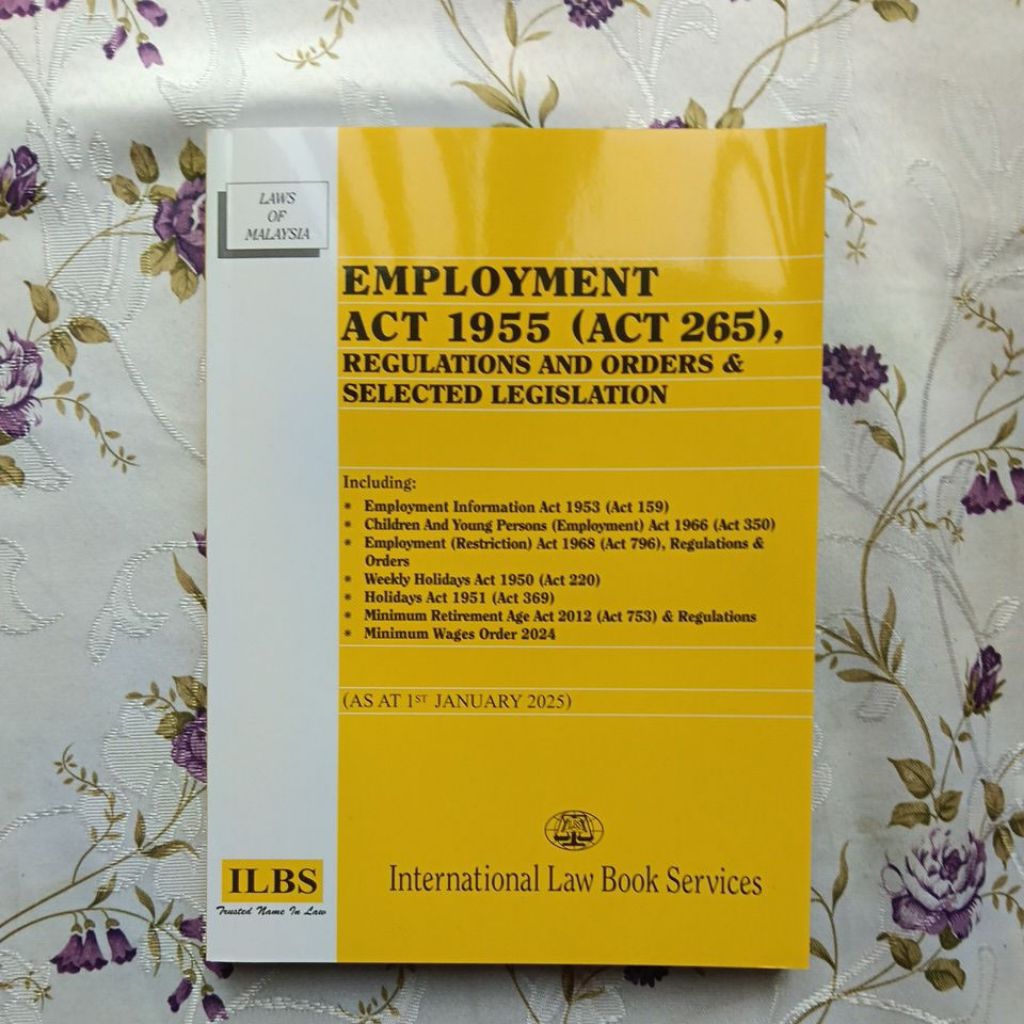 LAWS
OF
MALAYSIA
EMPLOYMENT
ACT 1955 (ACT 265),
REGULATIONS AND ORDERS &
SELECTED LEGISLATION
Including:
* Employment Information Act 1953 (Act 159)
* Children And Young Persons (Employment) Act 1966 (Act 350)
* Employment (Restriction) Act 1968 (Act 796), Regulations &
Orders
* Weekly Holidays Act 1950 (Act 220)
* Holidays Act 1951 (Act 369)
* Minimum Retirement Age Act 2012 (Act 753) & Regulations
* Minimum Wages Order 2024
(AS AT 1ST JANUARY 2025)
International Law Book Services
ILBS
Trusted Name In Law